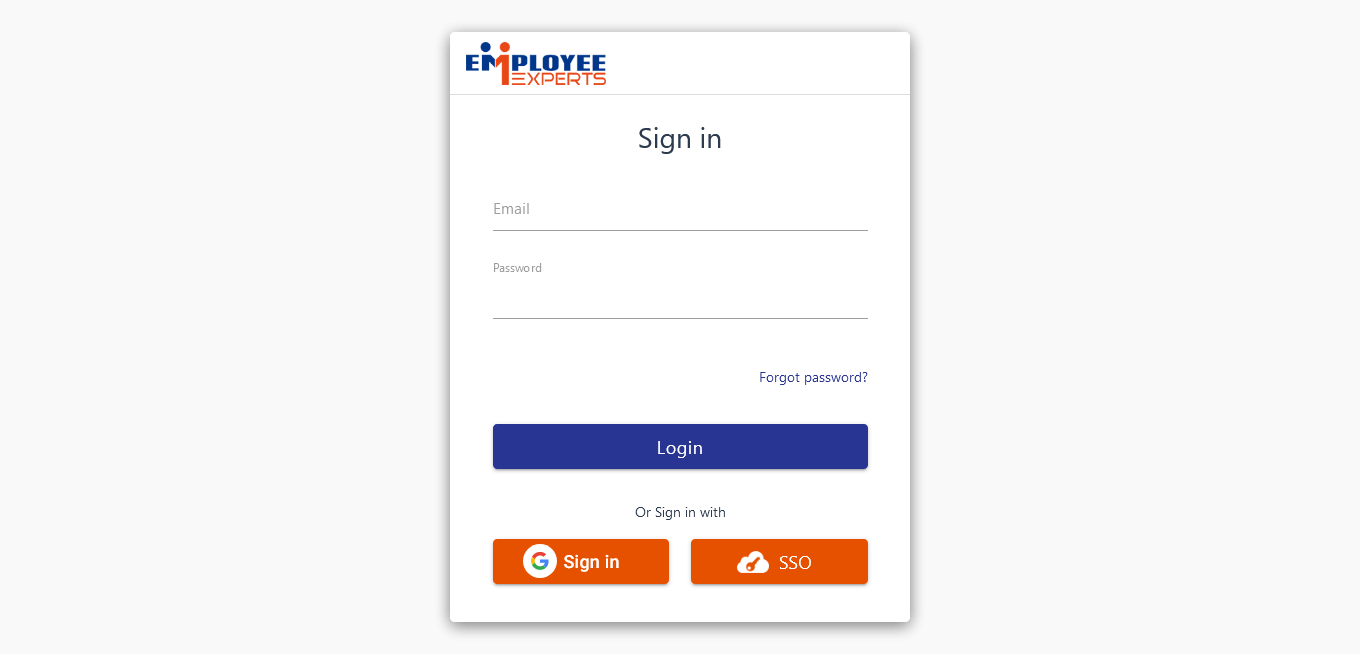 EMPLOYEE
EXPERTS
Sign in
Email
Password
Forgot password?
Login
Or Sign in with
Sign in
SSO